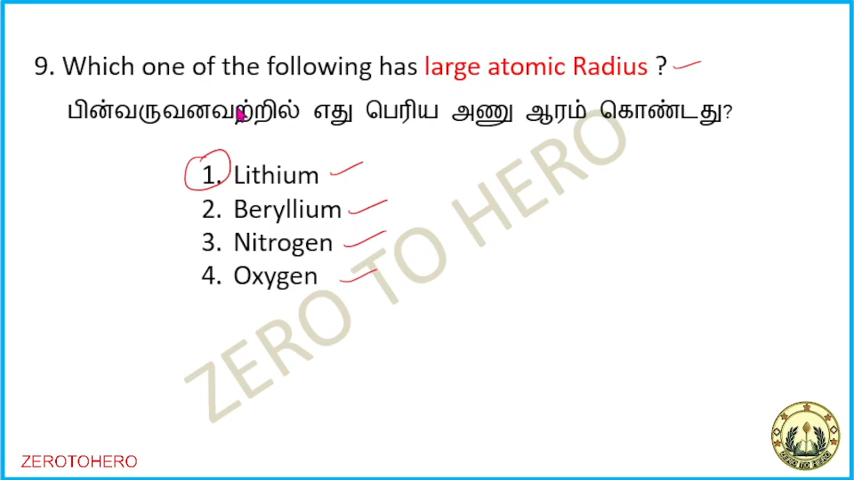 9. Which one of the following has large atomic Radius ?
பின்வருவனவற்றில் எது பெரிய அணு ஆரம் கொண்டது?
1. Lithium
2. Beryllium
3. Nitrogen
4. Oxygen
ZERO TO HERO
ZEROTOHERO